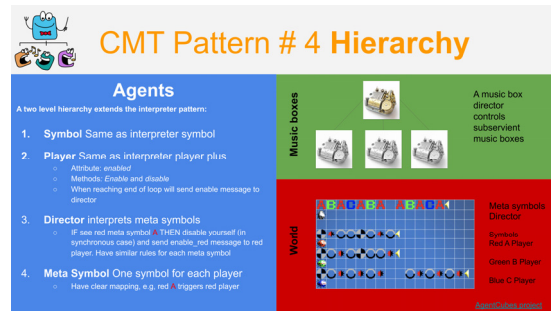 CMT Pattern # 4 Hierarchy
Agents
A two level hierarchy extends the interpreter pattern:
1. Symbol Same as interpreter symbol
2. Player Same as interpreter player plus
○ Attribute: enabled
○ Methods: Enable and disable
○ When reaching end of loop will send enable message to
director
3. Director interprets meta symbols
○ IF see red meta symbol A THEN disable yourself (in
synchronous case) and send enable_red message to red
player. Have similar rules for each meta symbol
4. Meta Symbol One symbol for each player
○ Have clear mapping, e.g, red A triggers red player
Music boxes
A music box
director
controls
subservient
music boxes
World
ABACABA ABACA
Meta symbols
Director
Symbols
Red A Player
Green B Player
Blue C Player
AgentCubes project